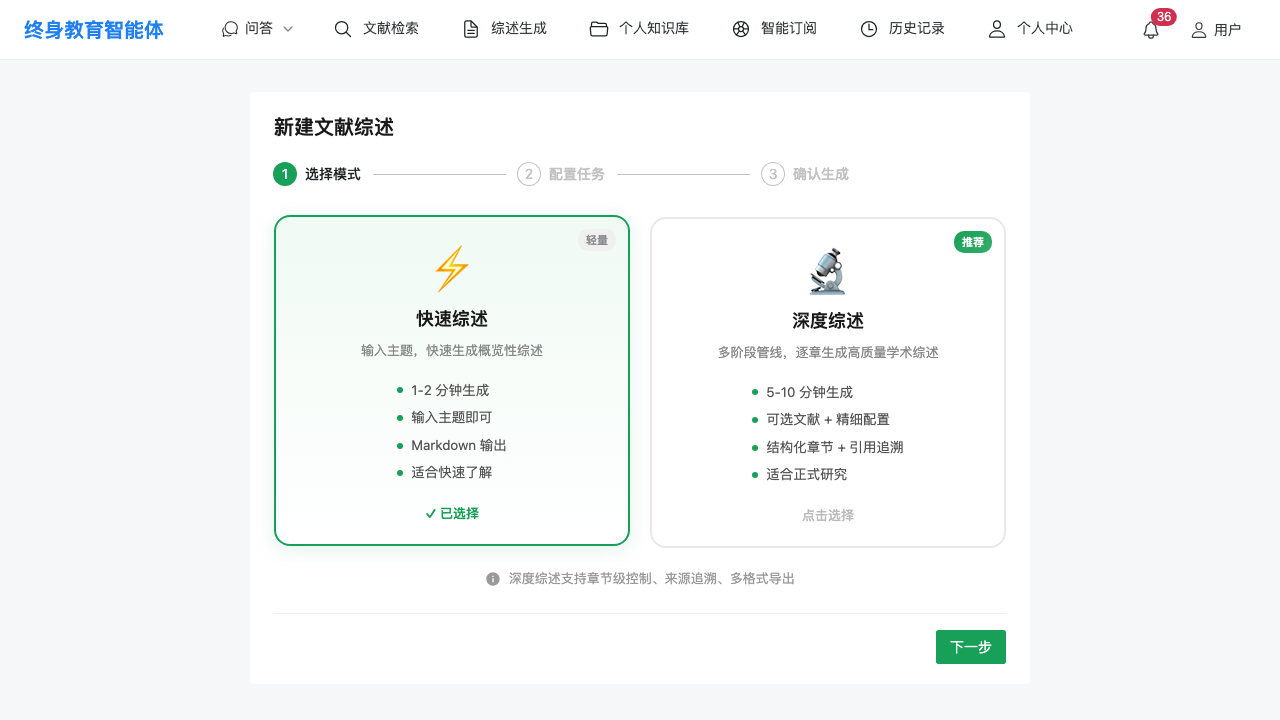 终身教育智能体 问答 文献检索 综述生成 个人知识库 智能订阅 历史记录 个人中心 36 用户
新建文献综述
1 选择模式 2 配置任务 3 确认生成
轻量
快速综述
输入主题，快速生成概览性综述
1-2 分钟生成
输入主题即可
Markdown 输出
适合快速了解
已选择
推荐
深度综述
多阶段管线，逐章生成高质量学术综述
5-10 分钟生成
可选文献 + 精细配置
结构化章节 + 引用追溯
适合正式研究
点击选择
深度综述支持章节级控制、来源追溯、多格式导出
下一步